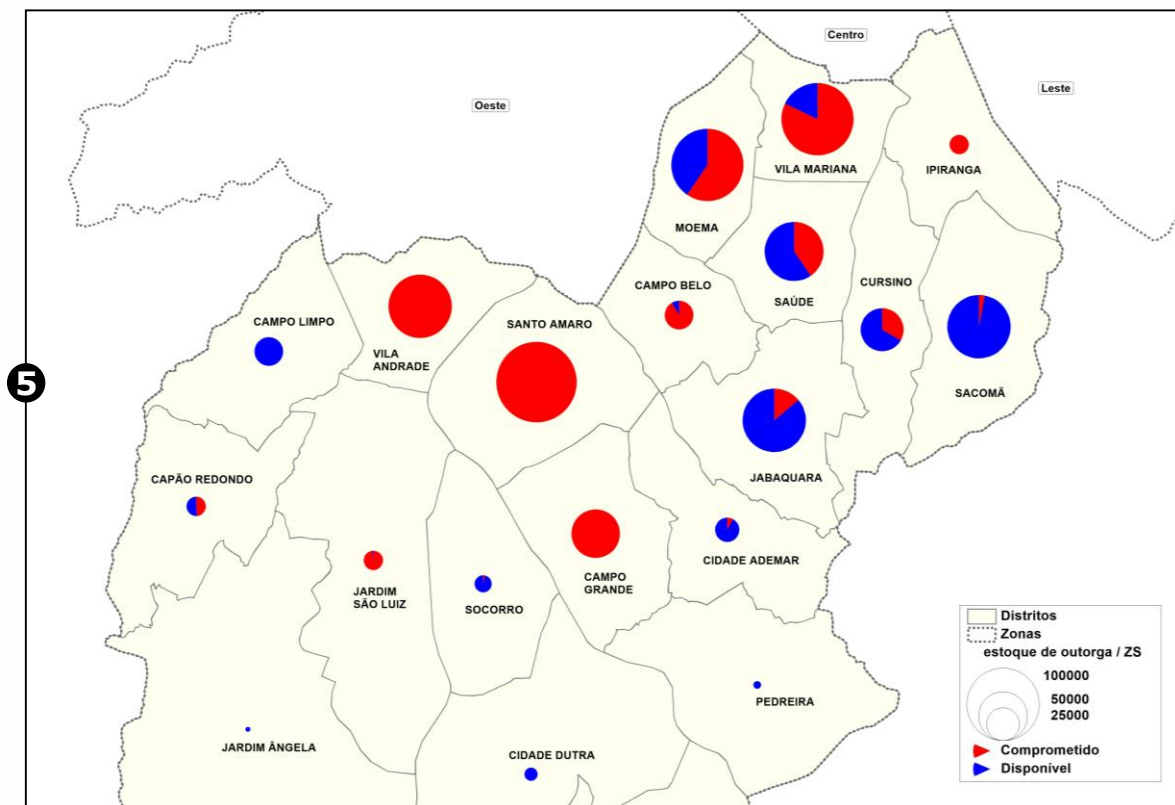 Centro
Leste
Oeste
VILA MARIANA
IPIRANGA
MOEMA
CAMPO BELO
SAÚDE
CURSINO
CAMPO LIMPO
VILA
ANDRADE
SANTO AMARO
SACOMÃ
5
CAPÃO REDONDO
JABAQUARA
CIDADE ADEMAR
JARDIM
SÃO LUIZ
SOCORRO
CAMPO
GRANDE
PEDREIRA
JARDIM ÂNGELA
CIDADE DUTRA
Distritos
Zonas
estoque de outorga / ZS
100000
50000
25000
Comprometido
Disponível